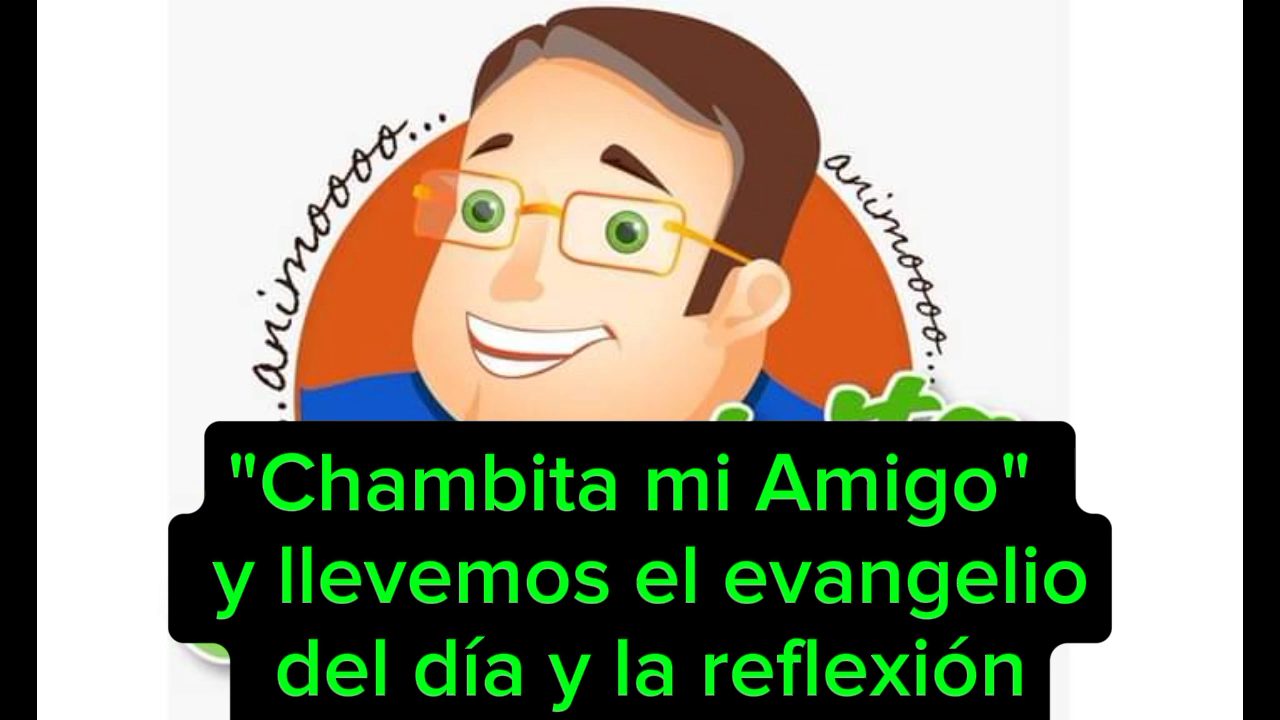 ...animoooo...
animoooo...
"Chambita mi Amigo"
y llevemos el evangelio
del día y la reflexión